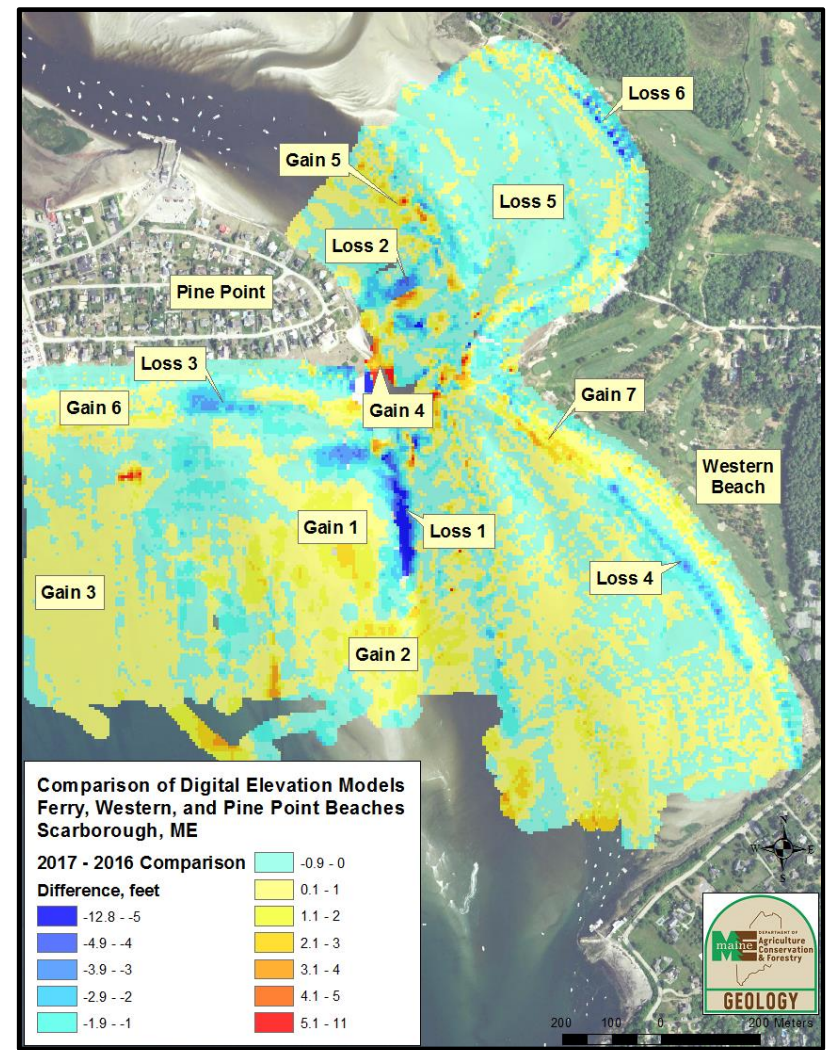 Loss 6
Gain 5
Loss 5
Loss 2
Pine Point
Loss 3
Gain 6
Gain 4
Gain 7
Western
Beach
Gain 1
Loss 1
Loss 4
Gain 3
Gain 2
Comparison of Digital Elevation Models
Ferry, Western, and Pine Point Beaches
Scarborough, ME
2017 - 2016 Comparison
Difference, feet
-12.8 - -5
-4.9 - -4
-3.9 - -3
-2.9 - -2
-1.9 - -1
-0.9 - 0
0.1 - 1
1.1 - 2
2.1 - 3
3.1 - 4
4.1 - 5
5.1 - 11
N
W E
S
DEPARTMENT OF
maine Agriculture
Conservation
& Forestry
GEOLOGY
200 100 0 200 Meters